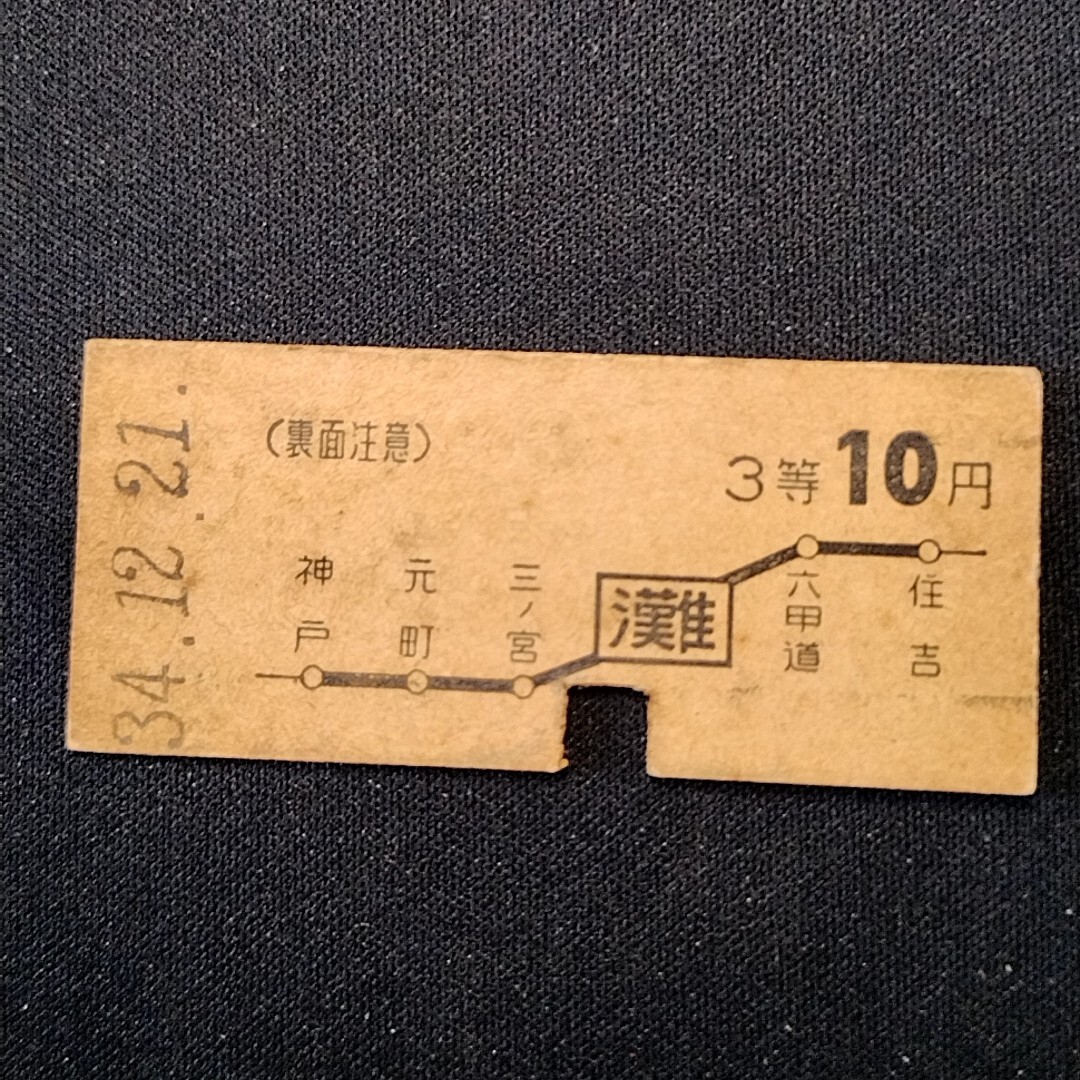 34.12.21.
(裏面注意)
3等10円
神戸
元町
三ノ宮
灘
六甲道
住吉